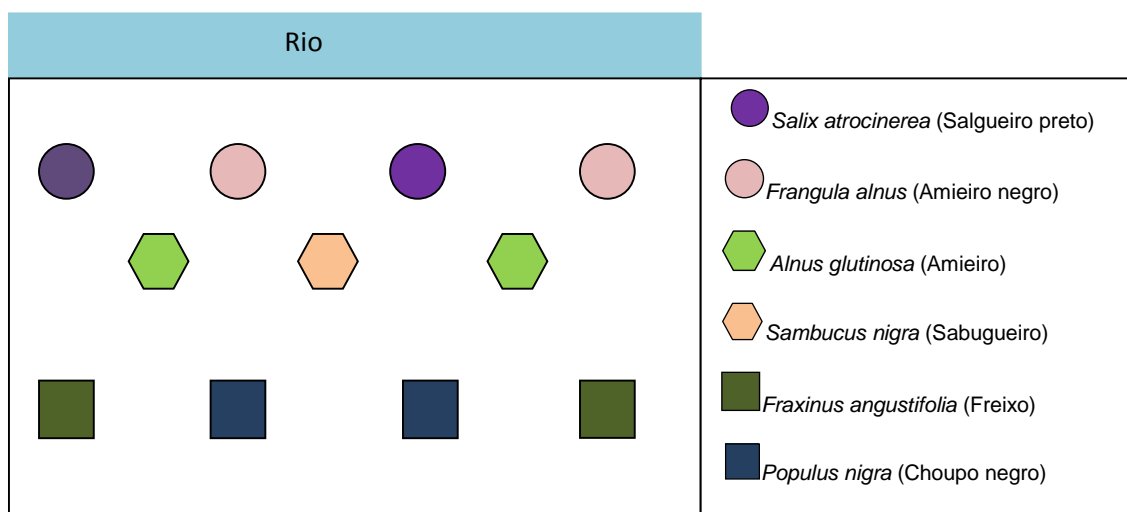 Rio
Salix atrocinerea (Salgueiro preto)
Frangula alnus (Amieiro negro)
Alnus glutinosa (Amieiro)
Sambucus nigra (Sabugueiro)
Fraxinus angustifolia (Freixo)
Populus nigra (Choupo negro)